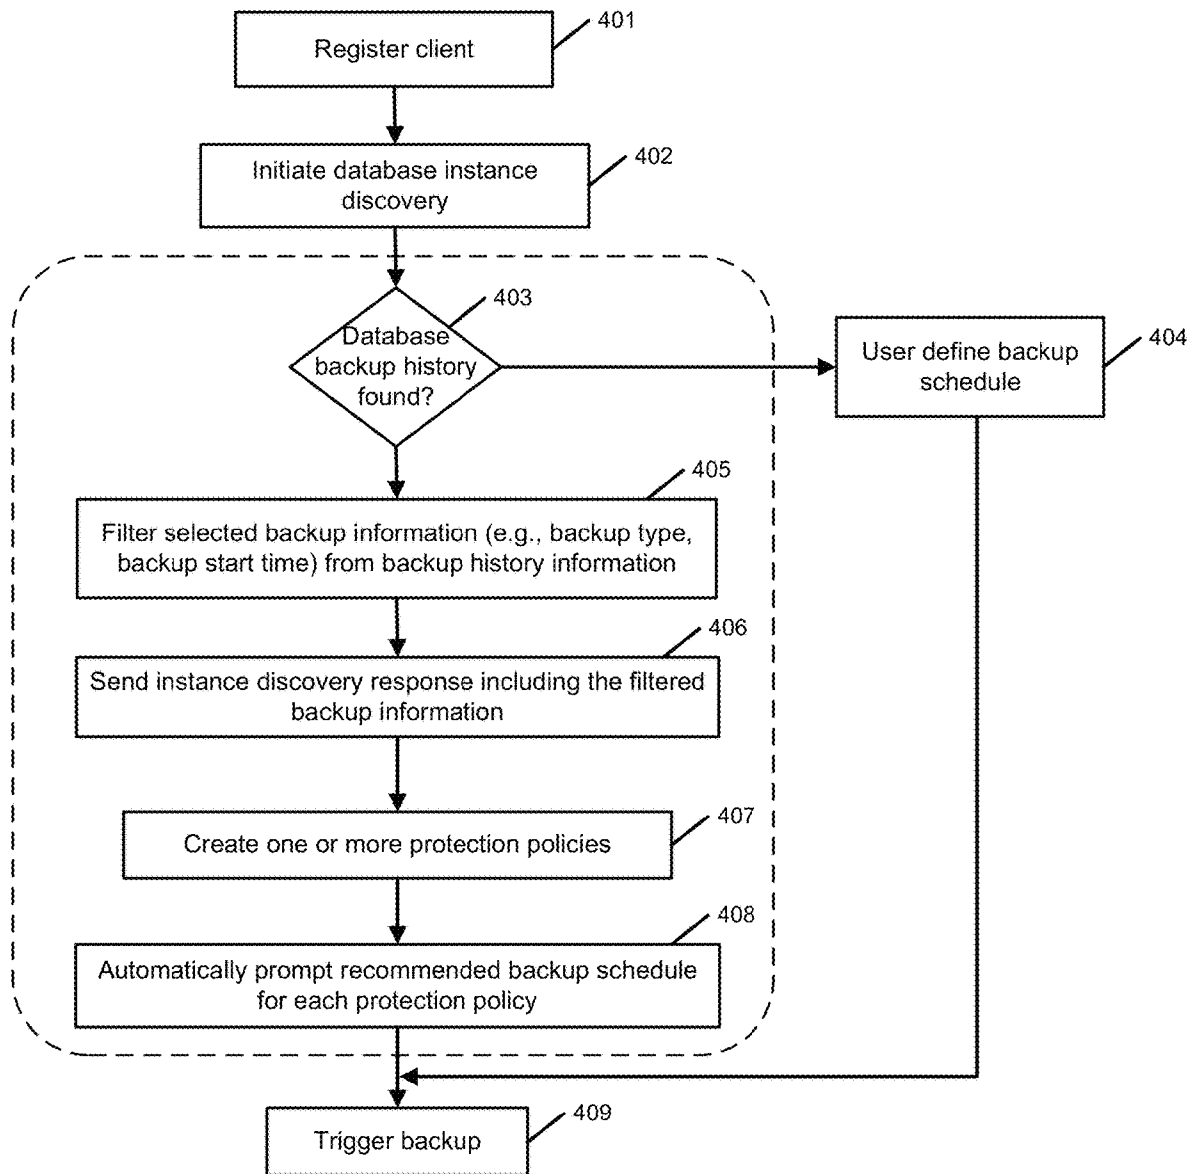 401
Register client
402
Initiate database instance
discovery
403
Database
backup history
found?
404
User define backup
schedule
405
Filter selected backup information (e.g., backup type,
backup start time) from backup history information
406
Send instance discovery response including the filtered
backup information
407
Create one or more protection policies
408
Automatically prompt recommended backup schedule
for each protection policy
409
Trigger backup